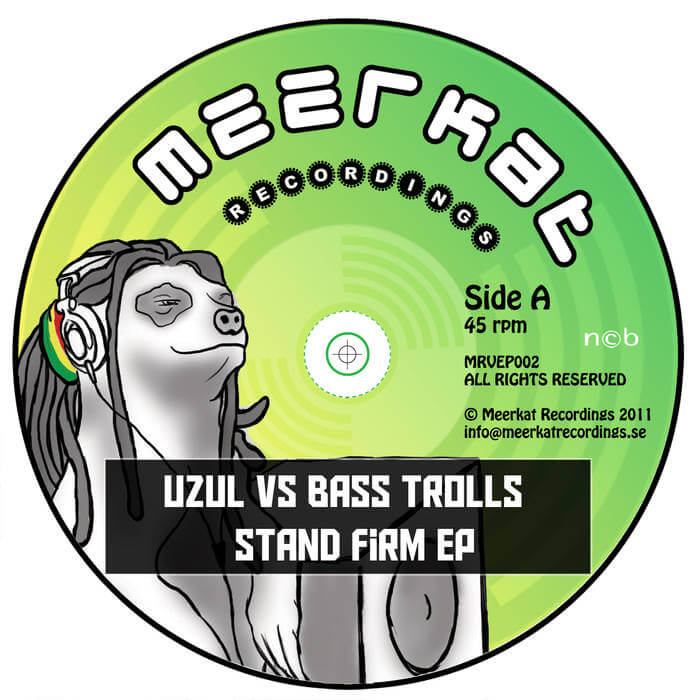 meerkat
RECORDINGS
Side A
45 rpm
n©b
MRVEP002
ALL RIGHTS RESERVED
© Meerkat Recordings 2011
info@meerkatrecordings.se
UZUL VS BASS TROLLS
STAND FiRM EP